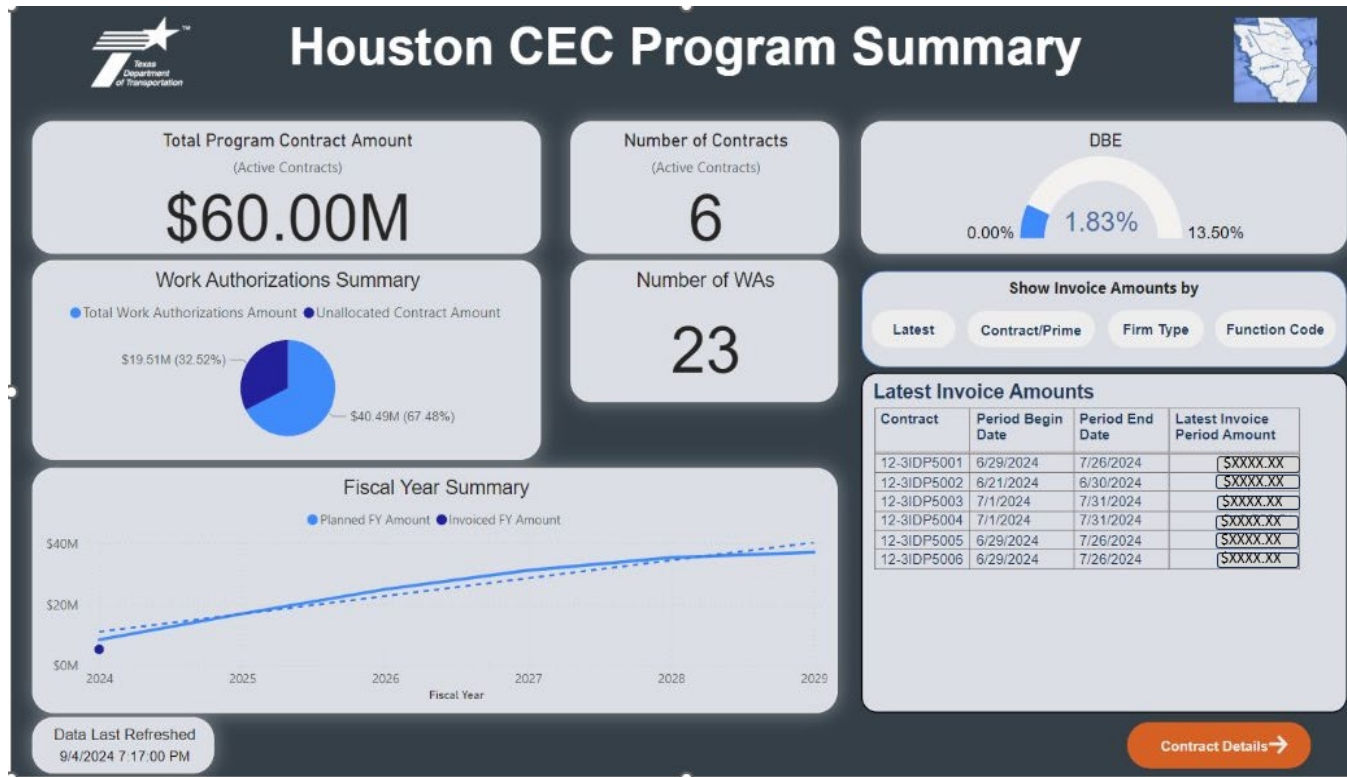 Texas
Department
of Transportation
TM
Houston CEC Program Summary
Total Program Contract Amount
(Active Contracts)
$60.00M
Number of Contracts
(Active Contracts)
6
DBE
0.00%
1.83%
13.50%
Work Authorizations Summary
Total Work Authorizations Amount Unallocated Contract Amount
$19.51M (32.52%)
$40.49M (67.48%)
Number of WAs
23
Show Invoice Amounts by
Latest Contract/Prime Firm Type Function Code
Latest Invoice Amounts
Contract Period Begin Date Period End Date Latest Invoice Period Amount
12-3IDP5001 6/29/2024 7/26/2024 $XXXX.XX
12-3IDP5002 6/21/2024 6/30/2024 $XXXX.XX
12-3IDP5003 7/1/2024 7/31/2024 $XXXX.XX
12-3IDP5004 7/1/2024 7/31/2024 $XXXX.XX
12-3IDP5005 6/29/2024 7/26/2024 $XXXX.XX
12-3IDP5006 6/29/2024 7/26/2024 $XXXX.XX
Fiscal Year Summary
Planned FY Amount Invoiced FY Amount
$40M
$20M
$0M
2024 2025 2026 2027 2028 2029
Fiscal Year
Data Last Refreshed
9/4/2024 7:17:00 PM
Contract Details